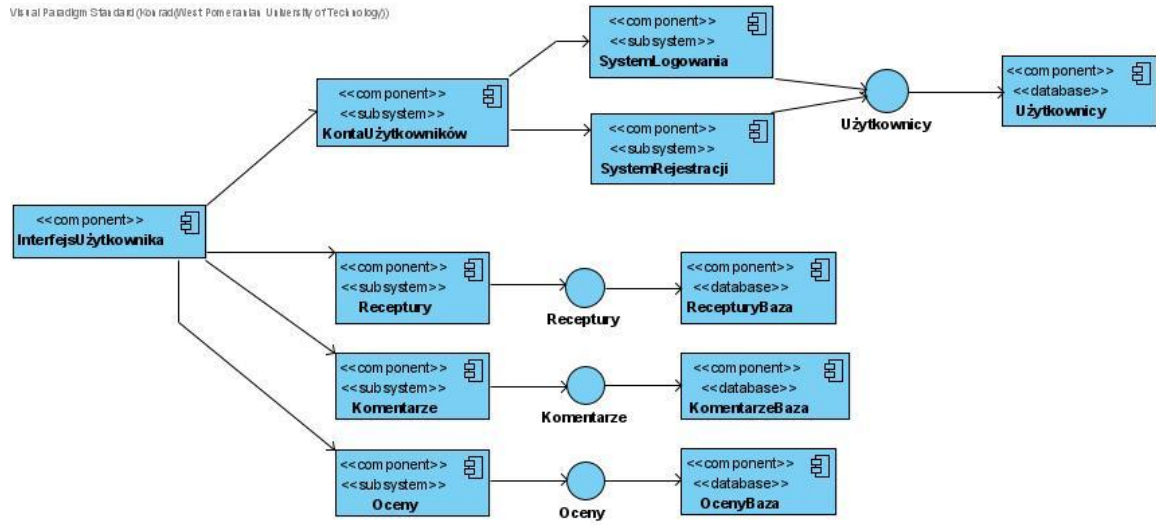 Visual Paradigm Standard(Konrad(West Pomeranian University of Technology))
<<component>>
<<subsystem>>
SystemLogowania
<<component>>
<<subsystem>>
KontaUżytkowników
<<component>>
<<database>>
Użytkownicy
Użytkownicy
<<component>>
<<subsystem>>
SystemRejestracji
<<component>>
InterfejsUżytkownika
<<component>>
<<subsystem>>
Receptury
Receptury
<<component>>
<<database>>
RecepturyBaza
<<component>>
<<subsystem>>
Komentarze
Komentarze
<<component>>
<<database>>
KomentarzeBaza
<<component>>
<<subsystem>>
Oceny
Oceny
<<component>>
<<database>>
OcenyBaza